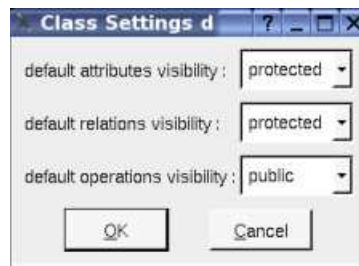 Class Settings d ?
default attributes visibility : protected
default relations visibility : protected
default operations visibility : public
OK Cancel